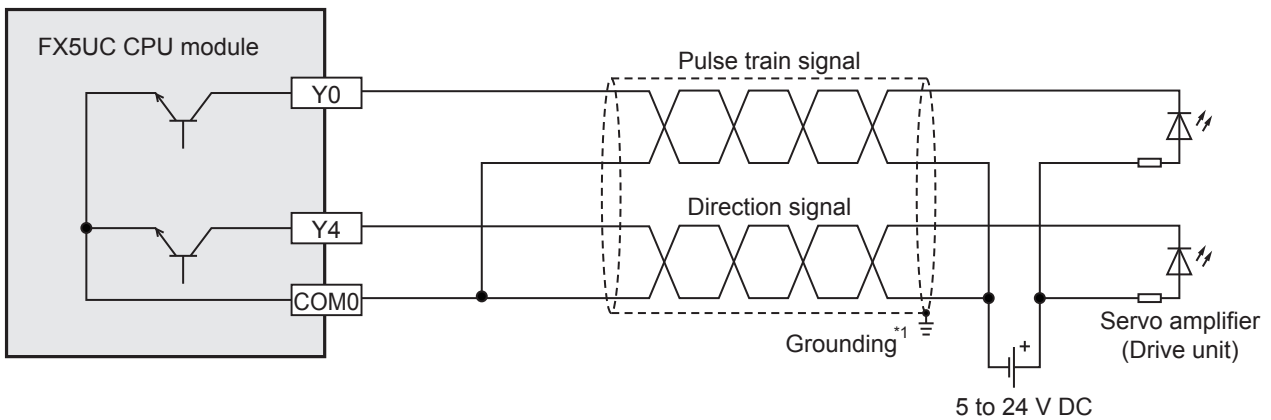 FX5UC CPU module
Pulse train signal
Y0
Direction signal
Y4
COM0
Grounding*1
Servo amplifier
(Drive unit)
+
5 to 24 V DC